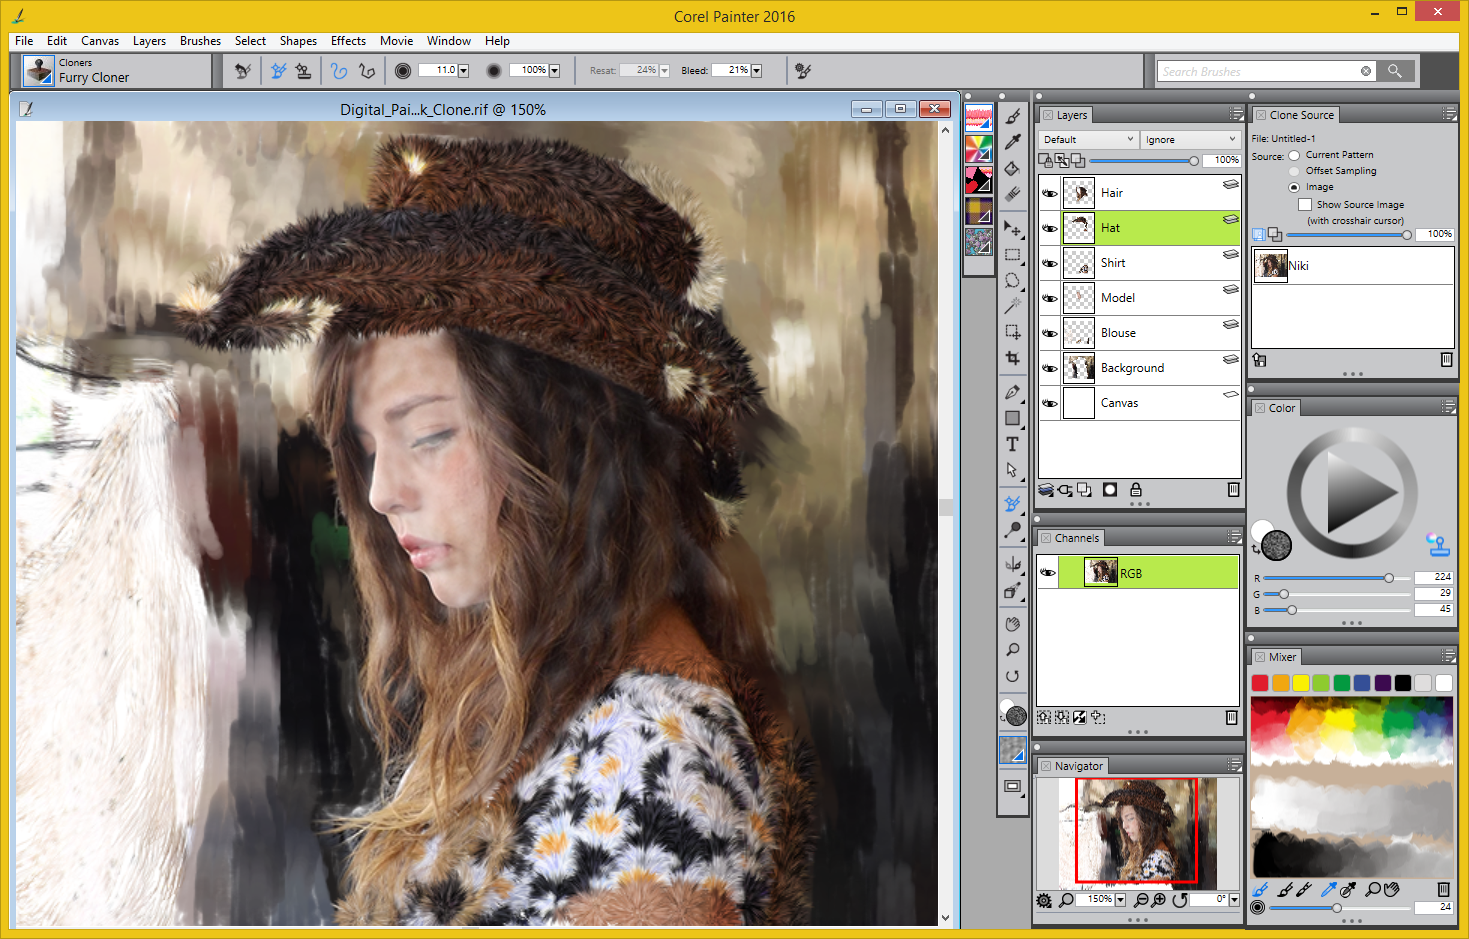 Corel Painter 2016
File Edit Canvas Layers Brushes Select Shapes Effects Movie Window Help
Cloners
Furry Cloner
11.0
100%
Resat: 24%
Bleed: 21%
Search Brushes
Digital_Pai...k_Clone.rif @ 150%
Layers
Default
Ignore
100%
Hair
Hat
Shirt
Model
Blouse
Background
Canvas
Channels
RGB
Navigator
150%
0°
Clone Source
File: Untitled-1
Source:
Current Pattern
Offset Sampling
Image
Show Source Image
(with crosshair cursor)
100%
Niki
Color
R 224
G 29
B 45
Mixer
24